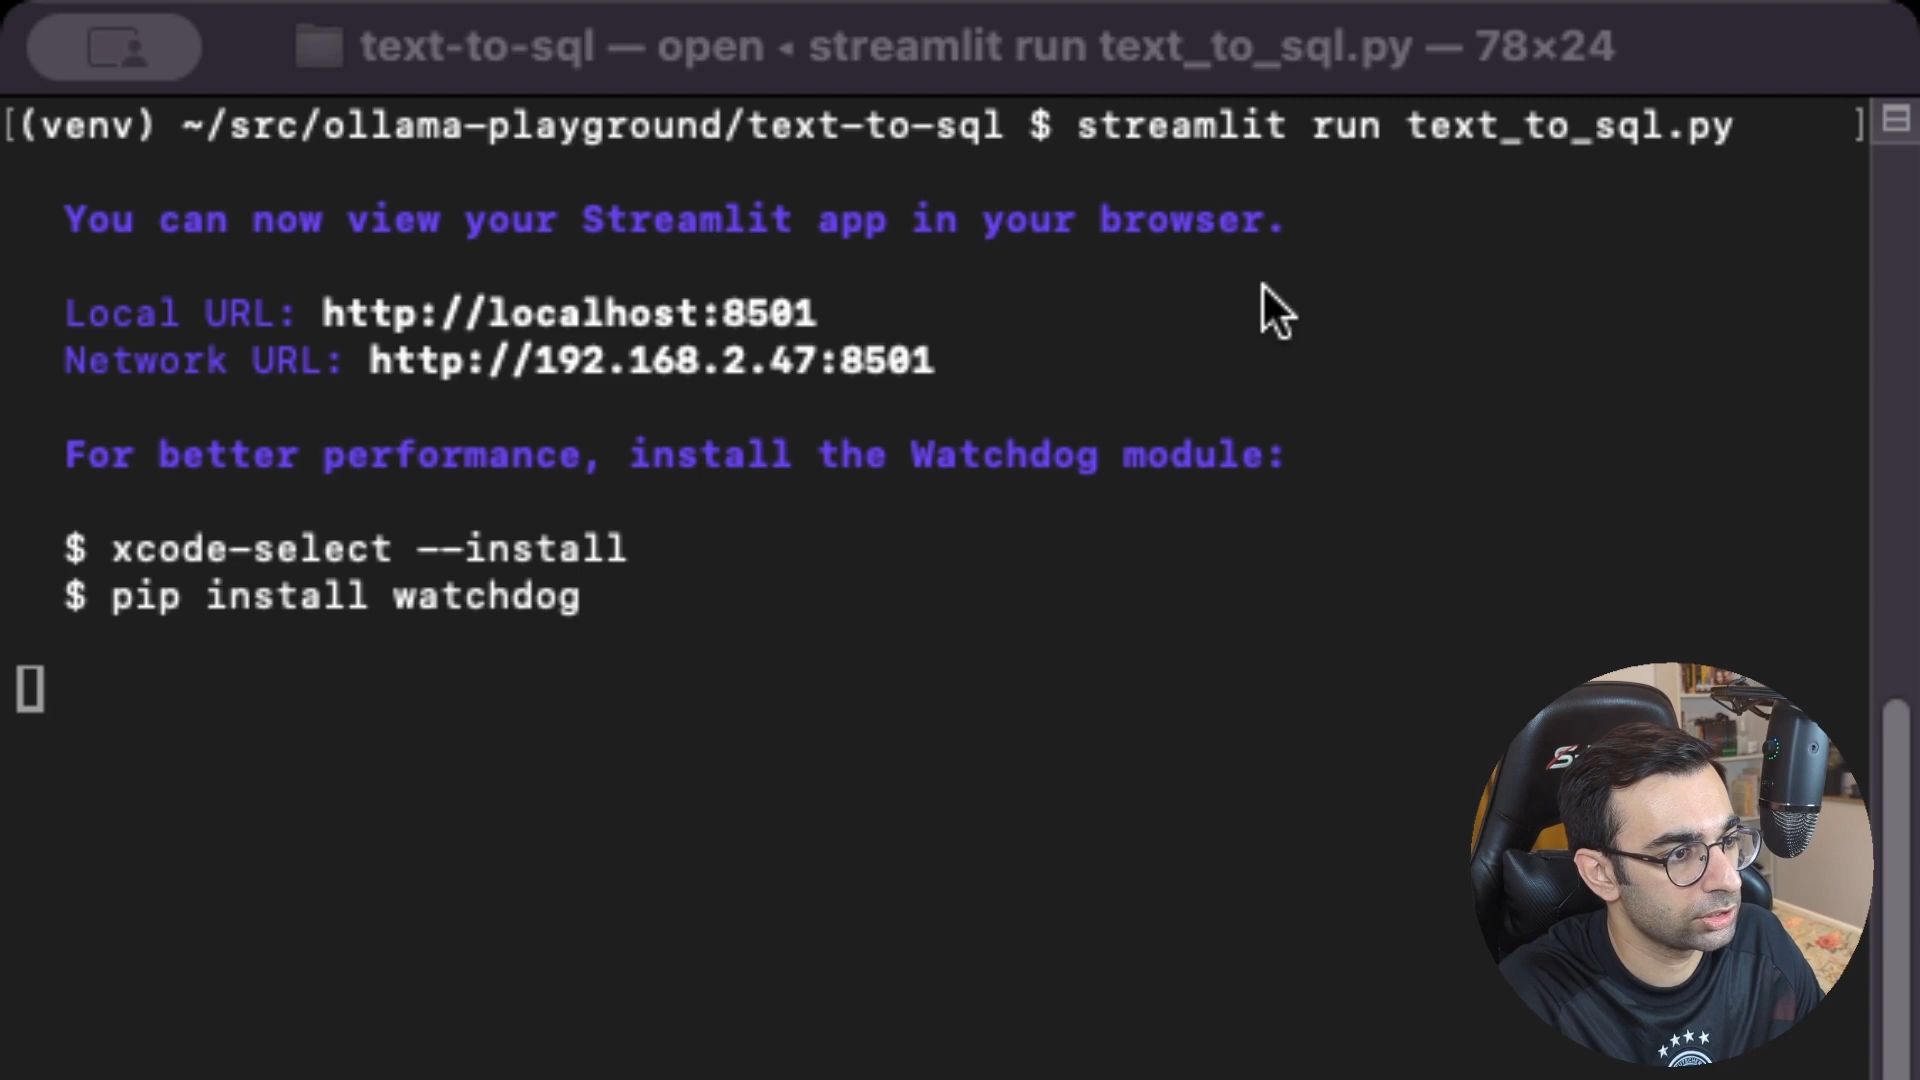 text-to-sql — open ◂ streamlit run text_to_sql.py — 78×24
[(venv) ~/src/ollama-playground/text-to-sql $ streamlit run text_to_sql.py ]
You can now view your Streamlit app in your browser.
Local URL: http://localhost:8501
Network URL: http://192.168.2.47:8501
For better performance, install the Watchdog module:
$ xcode-select --install
$ pip install watchdog